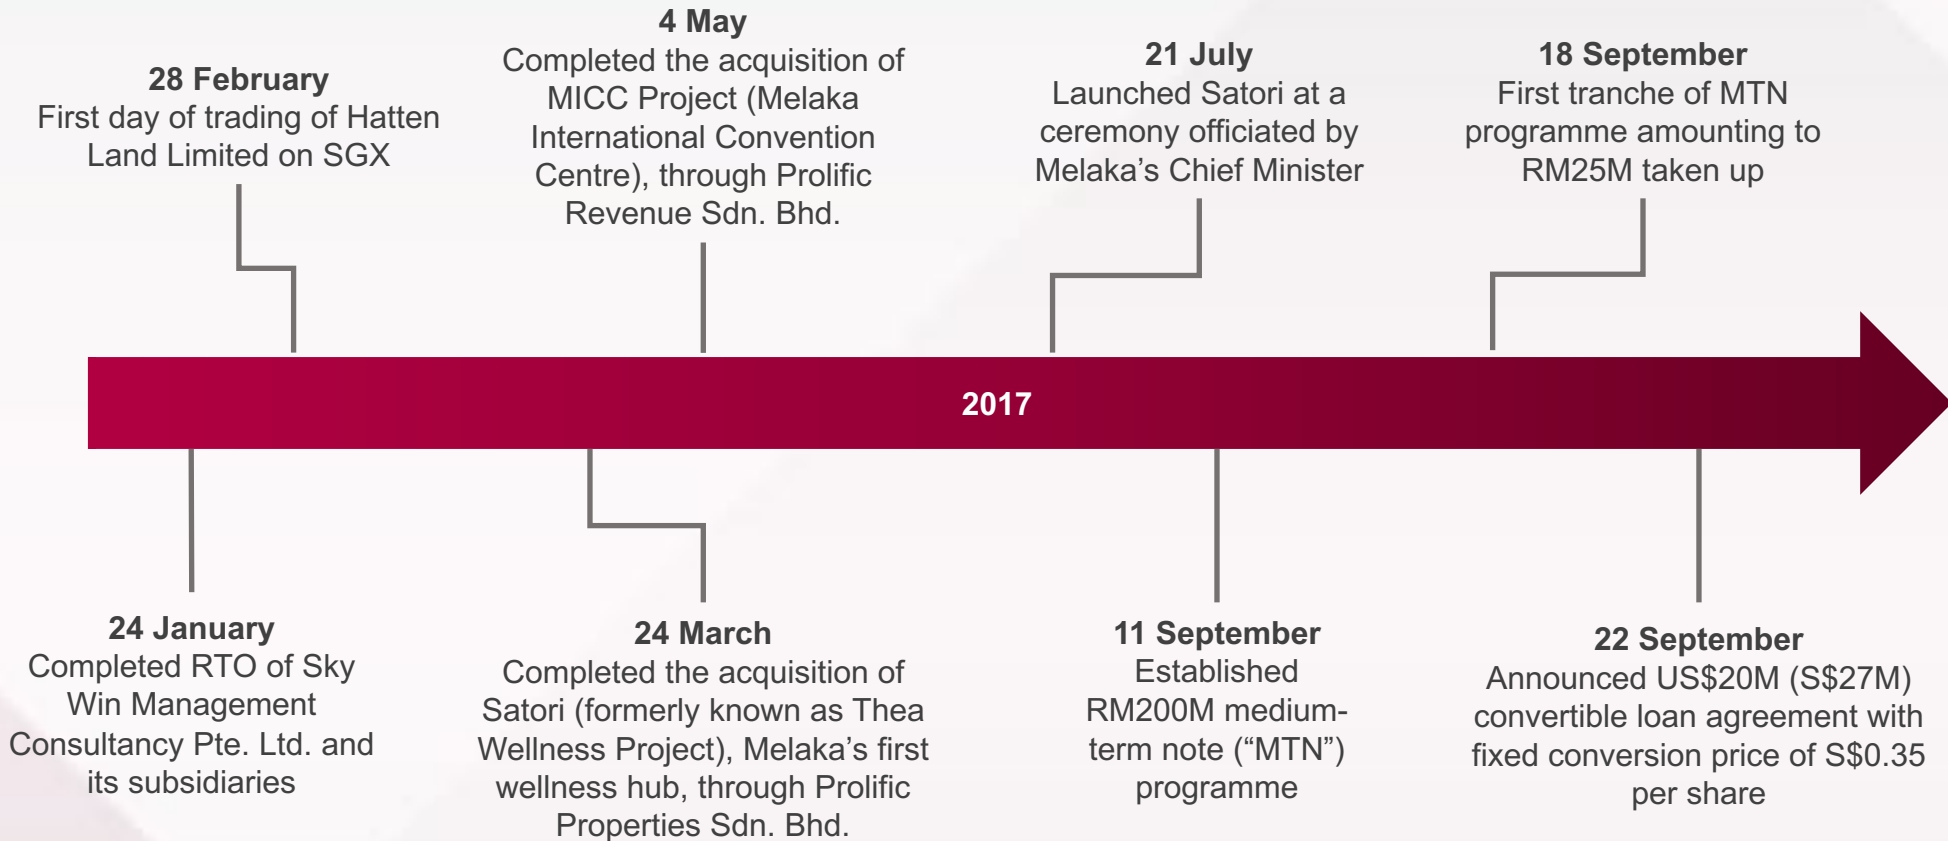 28 February
First day of trading of Hatten
Land Limited on SGX
4 May
Completed the acquisition of
MICC Project (Melaka
International Convention
Centre), through Prolific
Revenue Sdn. Bhd.
21 July
Launched Satori at a
ceremony officiated by
Melaka’s Chief Minister
18 September
First tranche of MTN
programme amounting to
RM25M taken up
2017
24 January
Completed RTO of Sky
Win Management
Consultancy Pte. Ltd. and
its subsidiaries
24 March
Completed the acquisition of
Satori (formerly known as Thea
Wellness Project), Melaka’s first
wellness hub, through Prolific
Properties Sdn. Bhd.
11 September
Established
RM200M medium-
term note (“MTN”)
programme
22 September
Announced US$20M (S$27M)
convertible loan agreement with
fixed conversion price of S$0.35
per share